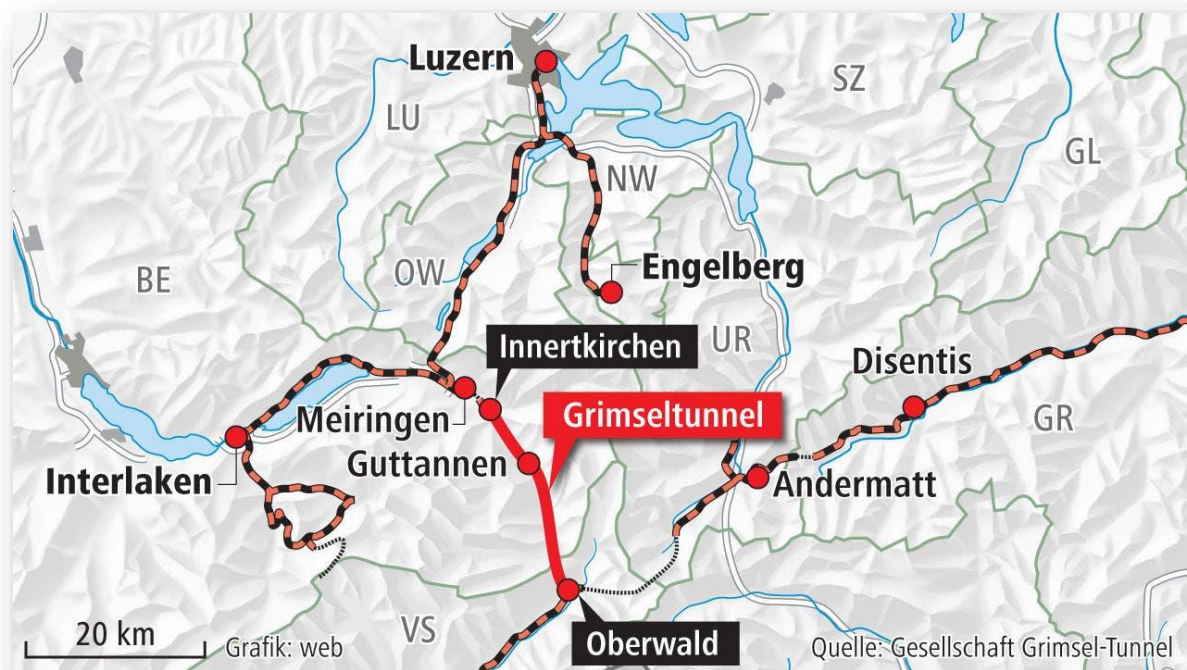 Luzern
LU
SZ
GL
NW
BE
OW
Engelberg
UR
Innertkirchen
Disentis
Meiringen
Grimseltunnel
GR
Guttannen
Interlaken
Andermatt
VS
Oberwald
20 km
Grafik: web
Quelle: Gesellschaft Grimsel-Tunnel